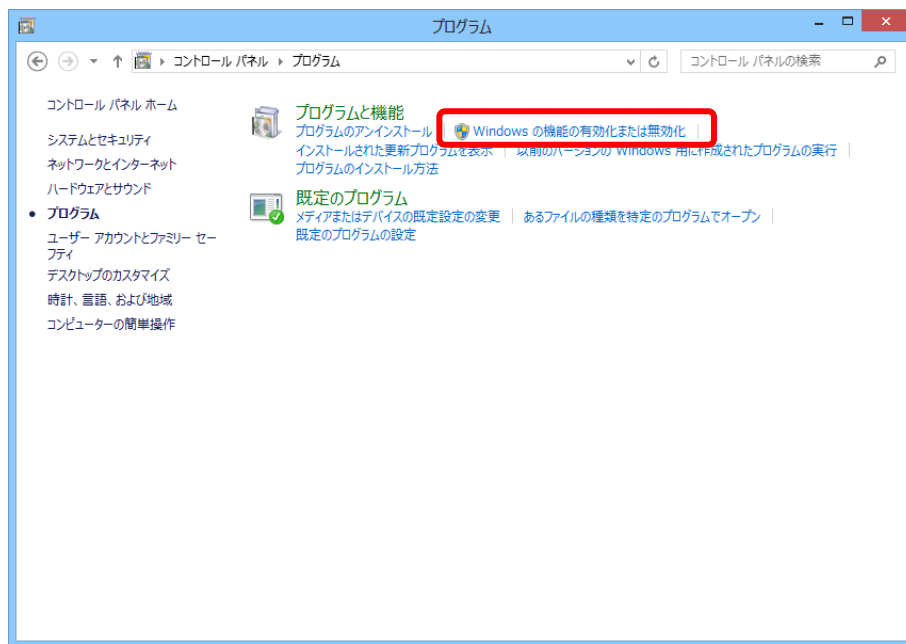 プログラム
コントロール パネル プログラム
コントロール パネルの検索
コントロール パネル ホーム
システムとセキュリティ
ネットワークとインターネット
ハードウェアとサウンド
プログラム
ユーザー アカウントとファミリー セー
フティ
デスクトップのカスタマイズ
時計、言語、および地域
コンピューターの簡単操作
プログラムと機能
プログラムのアンインストール Windows の機能の有効化または無効化
インストールされた更新プログラムを表示 以前のバージョンの Windows 用に作成されたプログラムの実行
プログラムのインストール方法
既定のプログラム
メディアまたはデバイスの既定設定の変更 あるファイルの種類を特定のプログラムでオープン
既定のプログラムの設定